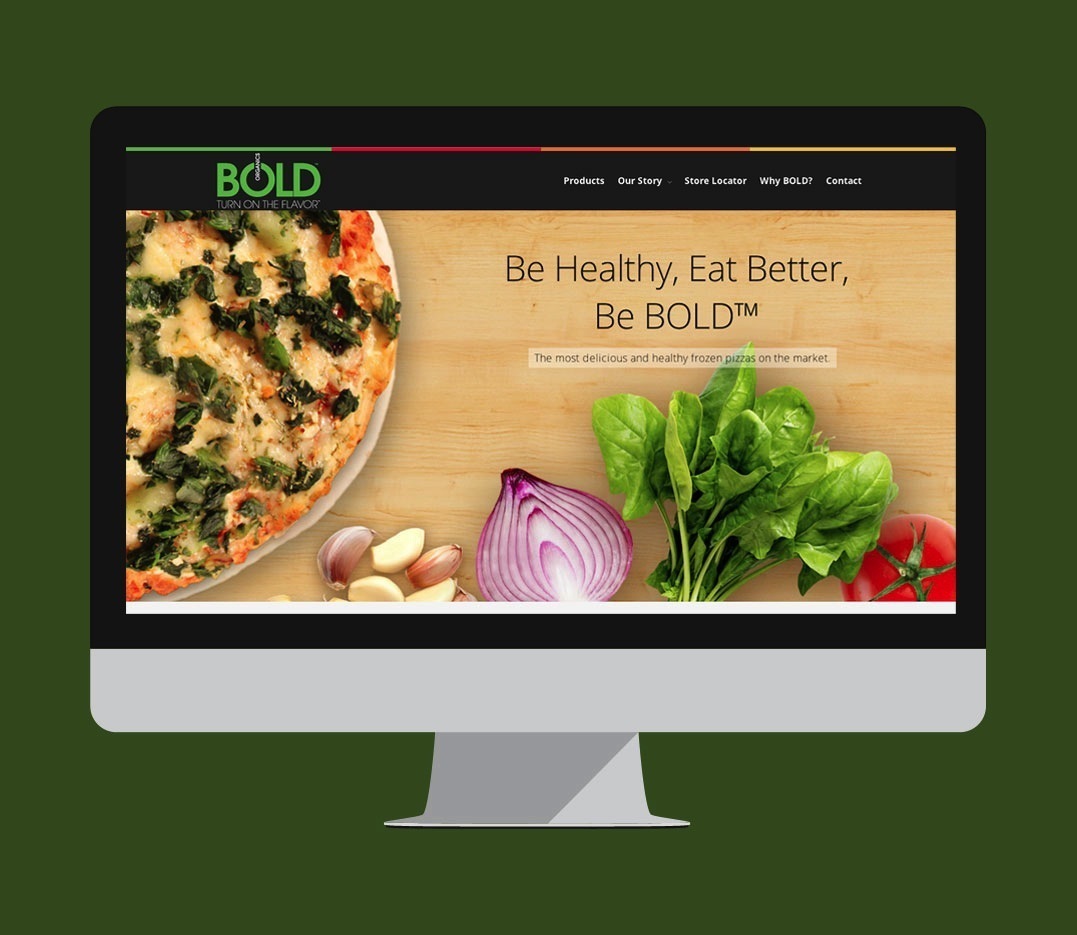 BOLD
ORGANICS
TURN ON THE FLAVOR™
Products Our Story Store Locator Why BOLD? Contact
Be Healthy, Eat Better,
Be BOLD™
The most delicious and healthy frozen pizzas on the market.